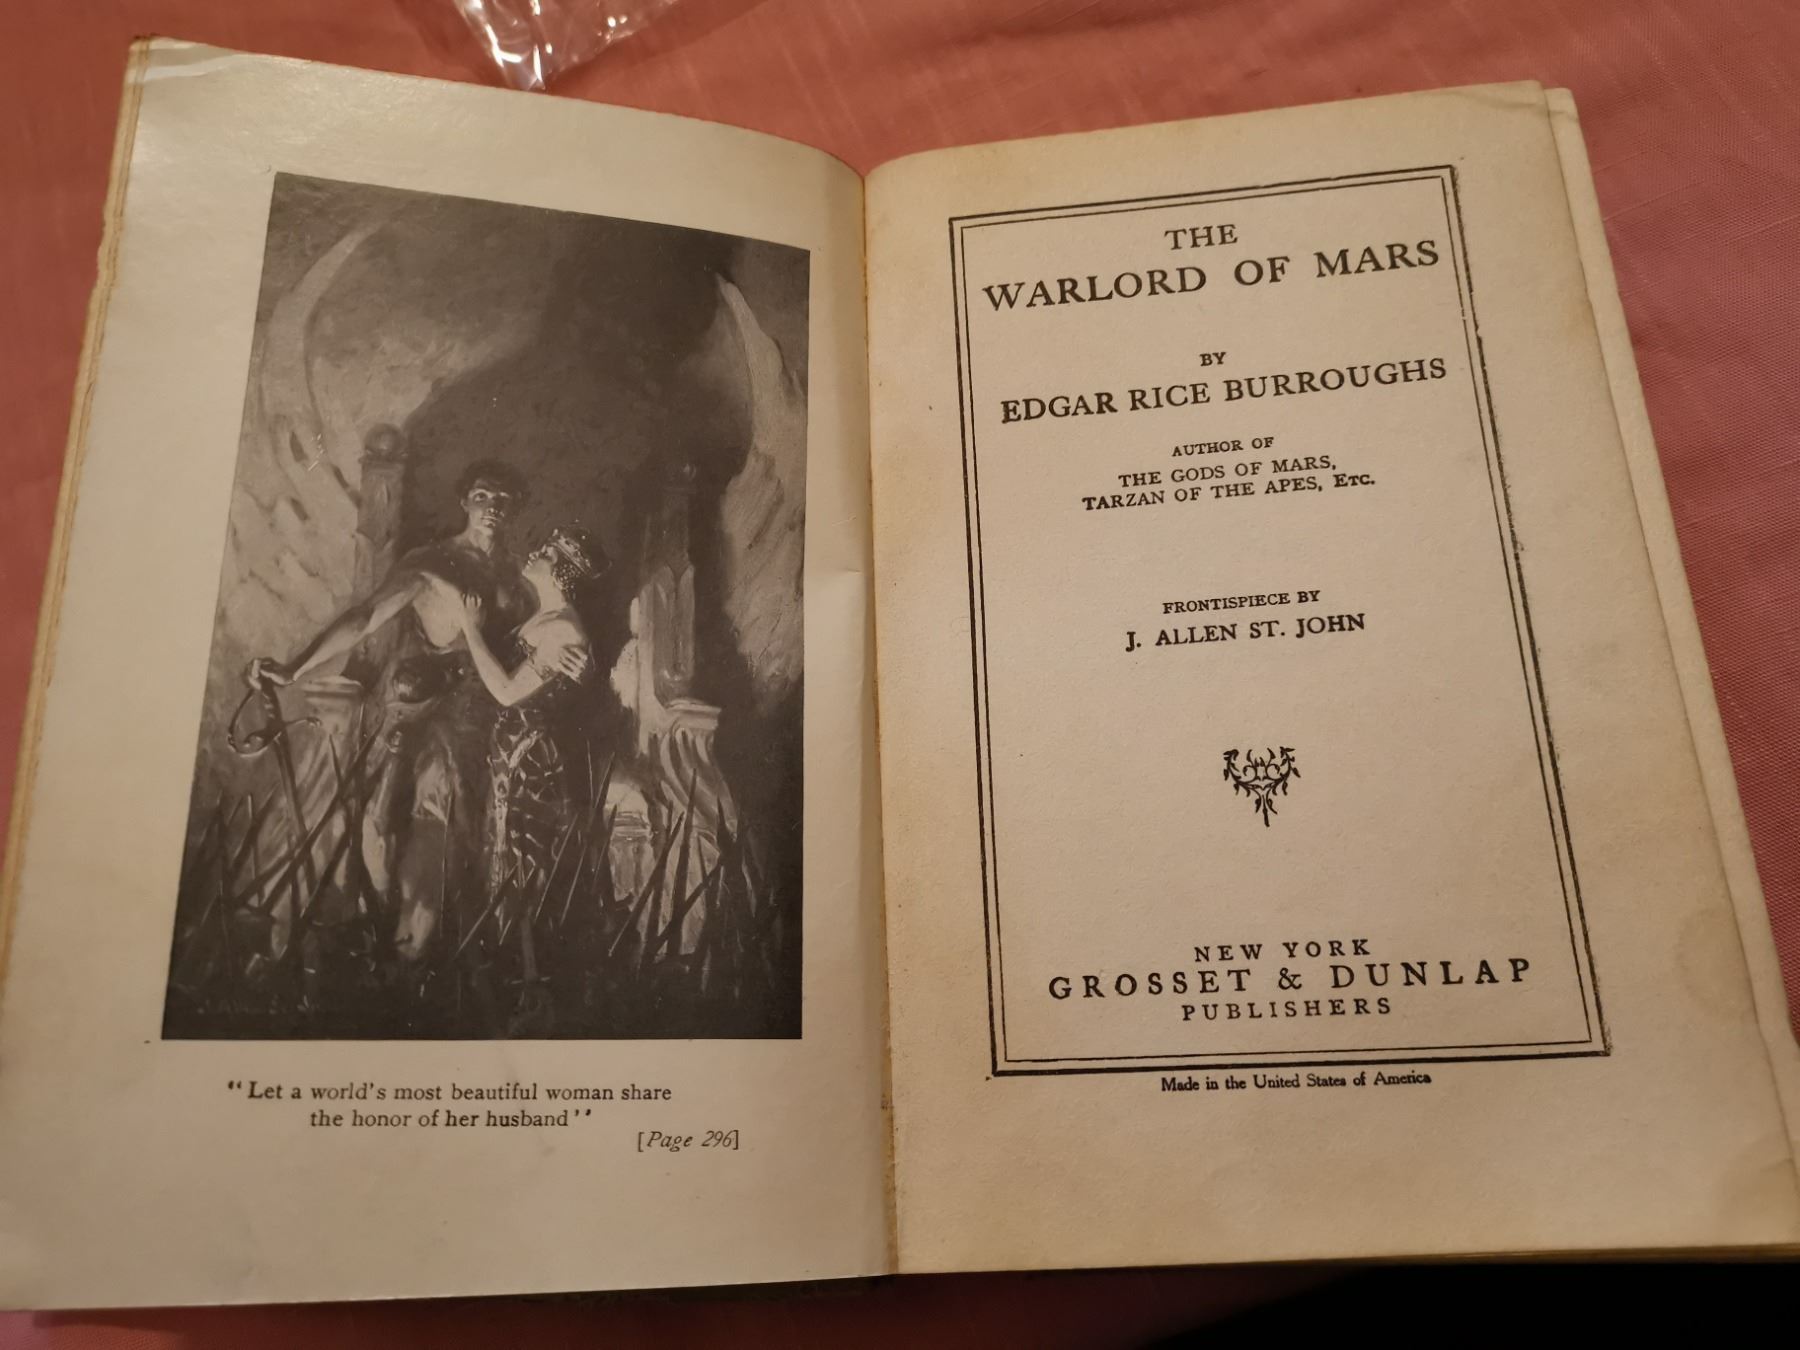 "Let a world's most beautiful woman share
the honor of her husband"
[Page 296]
THE
WARLORD OF MARS
BY
EDGAR RICE BURROUGHS
AUTHOR OF
THE GODS OF MARS,
TARZAN OF THE APES, ETC.
FRONTISPIECE BY
J. ALLEN ST. JOHN
NEW YORK
GROSSET & DUNLAP
PUBLISHERS
Made in the United States of America